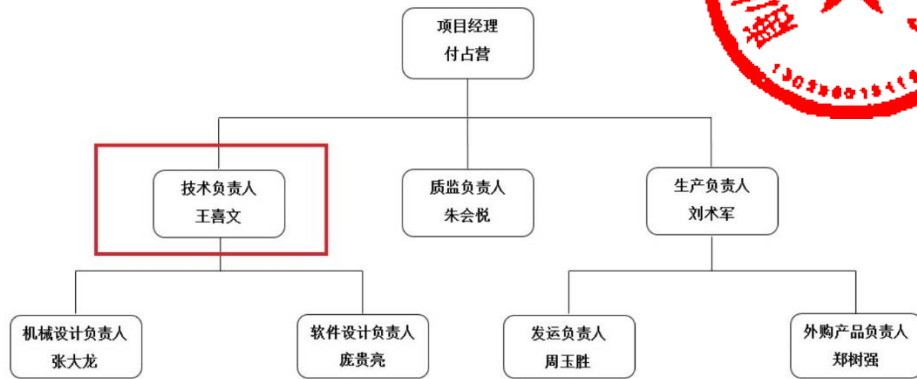 项目经理
付占营
技术负责人
王喜文
质监负责人
朱会悦
生产负责人
刘术军
机械设计负责人
张大龙
软件设计负责人
庞贵亮
发运负责人
周玉胜
外购产品负责人
郑树强